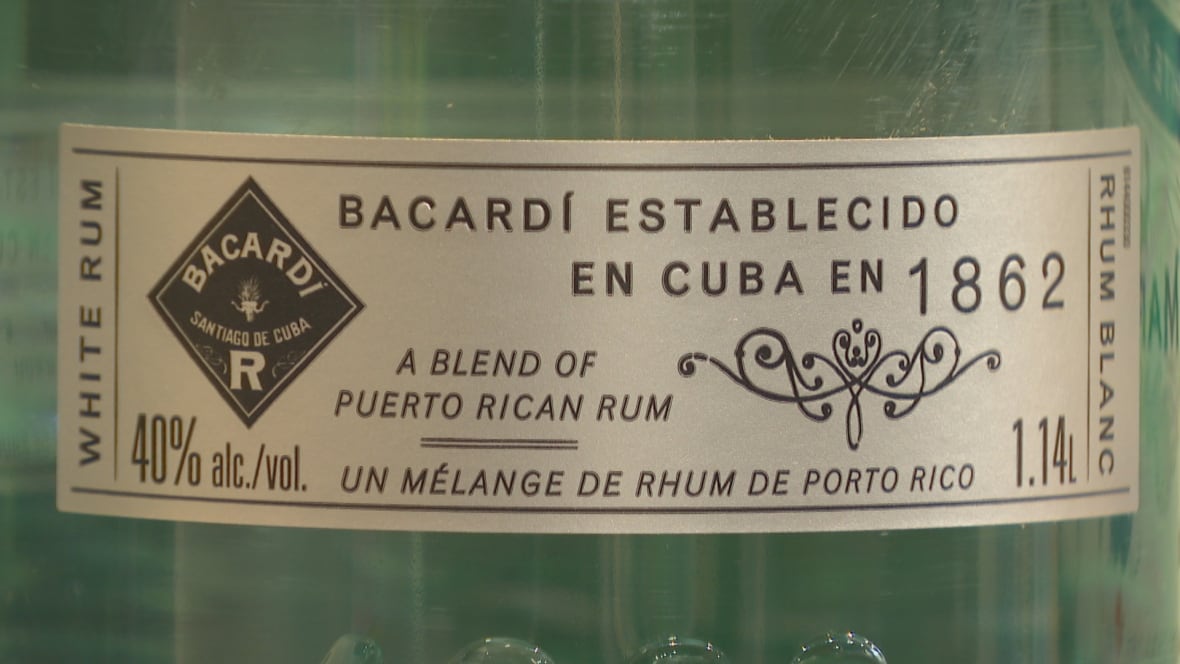 WHITE RUM
BACARDÍ
SANTIAGO DE CUBA
R
40% alc./vol.
BACARDÍ ESTABLECIDO
EN CUBA EN 1862
A BLEND OF
PUERTO RICAN RUM
UN MÉLANGE DE RHUM DE PORTO RICO
1.14L
RHUM BLANC